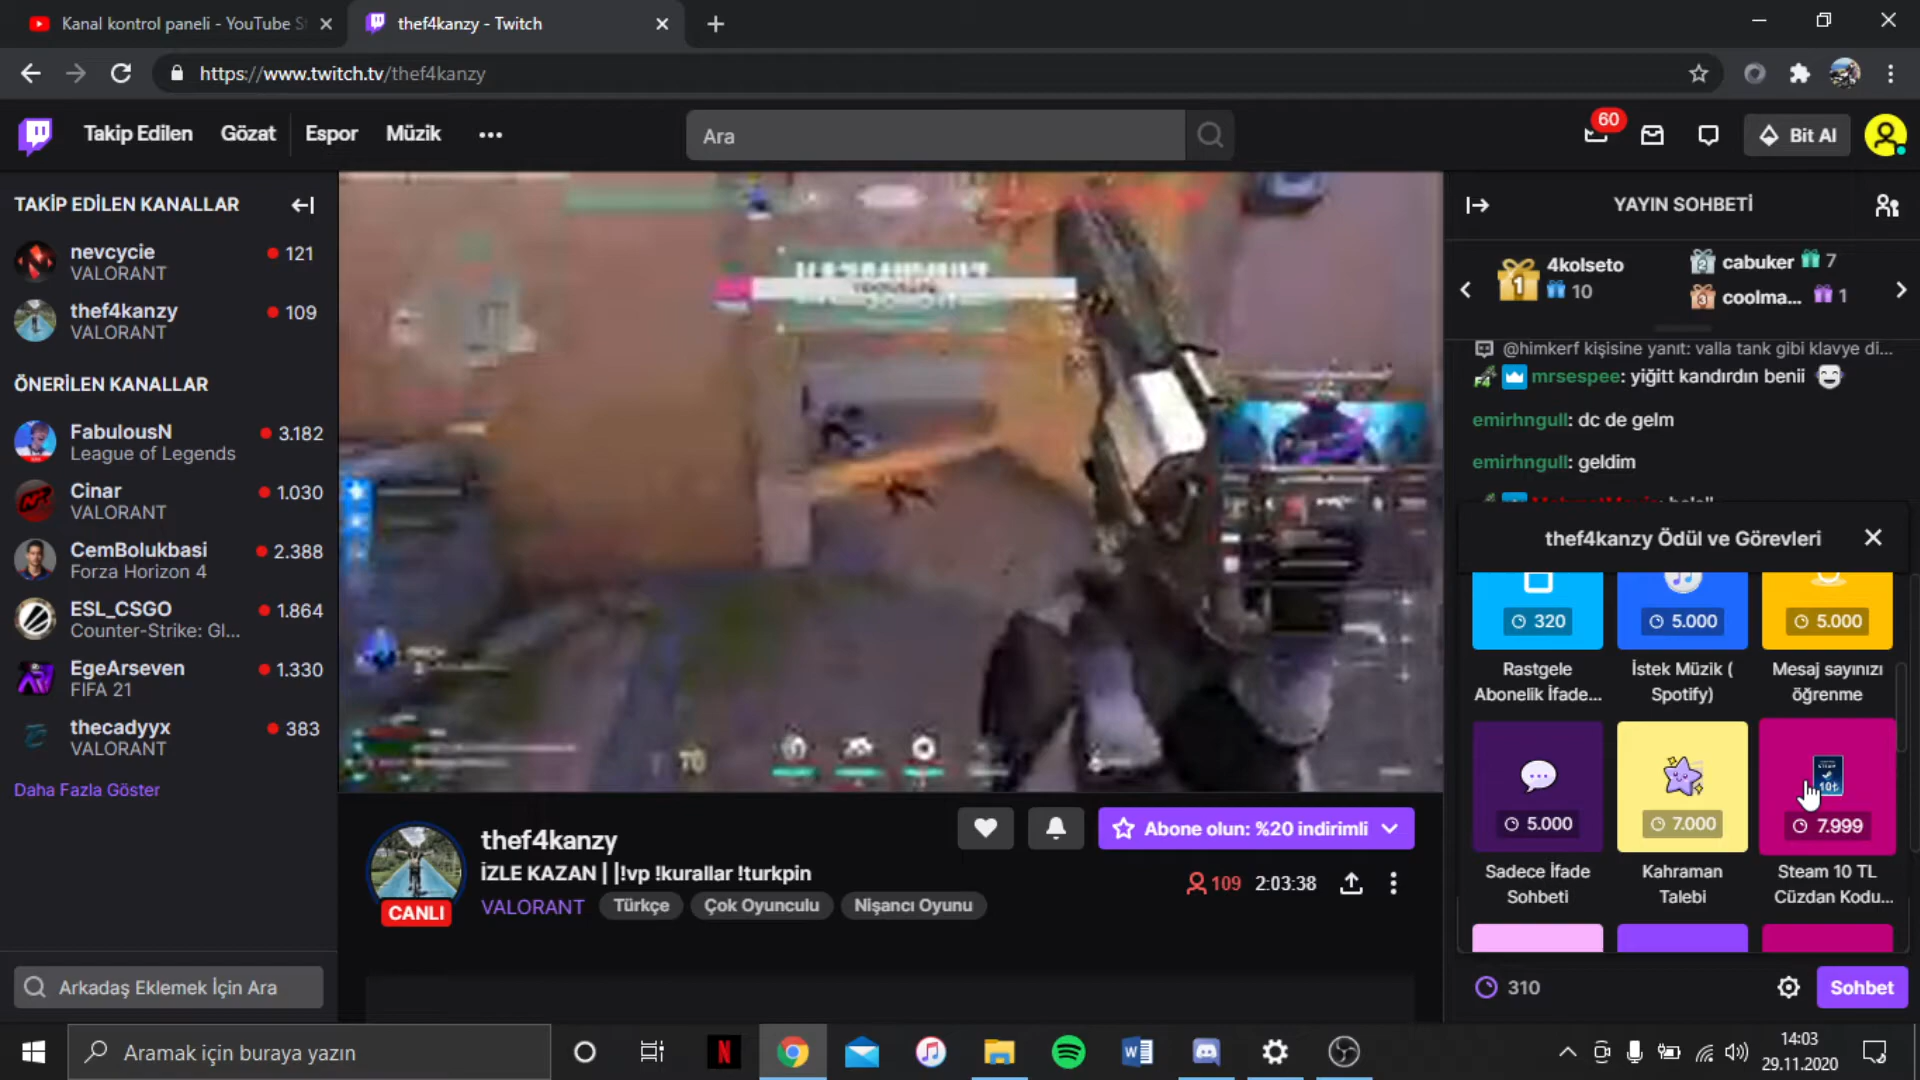 Kanal kontrol paneli - YouTube S
thef4kanzy - Twitch
https://www.twitch.tv/thef4kanzy
Takip Edilen
Gözat
Espor
Müzik
Ara
60
Bit Al
TAKİP EDİLEN KANALLAR
nevcycie
121
VALORANT
thef4kanzy
109
VALORANT
ÖNERİLEN KANALLAR
FabulousN
3.182
League of Legends
Cinar
1.030
VALORANT
CemBolukbasi
2.388
Forza Horizon 4
ESL_CSGO
1.864
Counter-Strike: Gl...
EgeArseven
1.330
FIFA 21
thecadyyx
383
VALORANT
Daha Fazla Göster
Arkadaş Eklemek İçin Ara
70
thef4kanzy
İZLE KAZAN | |!vp !kurallar !turkpin
VALORANT
Türkçe
Çok Oyunculu
Nişancı Oyunu
CANLI
Abone olun: %20 indirimli
109
2:03:38
YAYIN SOHBETİ
1
4kolseto
10
2
cabuker
7
3
coolma...
1
@himkerf kişisine yanıt: valla tank gibi klavye di...
F4 mrsespee: yiğitt kandırdın benii
emirhngull: dc de gelm
emirhngull: geldim
thef4kanzy Ödül ve Görevleri
320
5.000
5.000
Rastgele
Abonelik İfade...
İstek Müzik (
Spotify)
Mesaj sayınızı
öğrenme
5.000
7.000
7.999
Sadece İfade
Sohbeti
Kahraman
Talebi
Steam 10 TL
Cüzdan Kodu...
310
Sohbet
Aramak için buraya yazın
14:03
29.11.2020